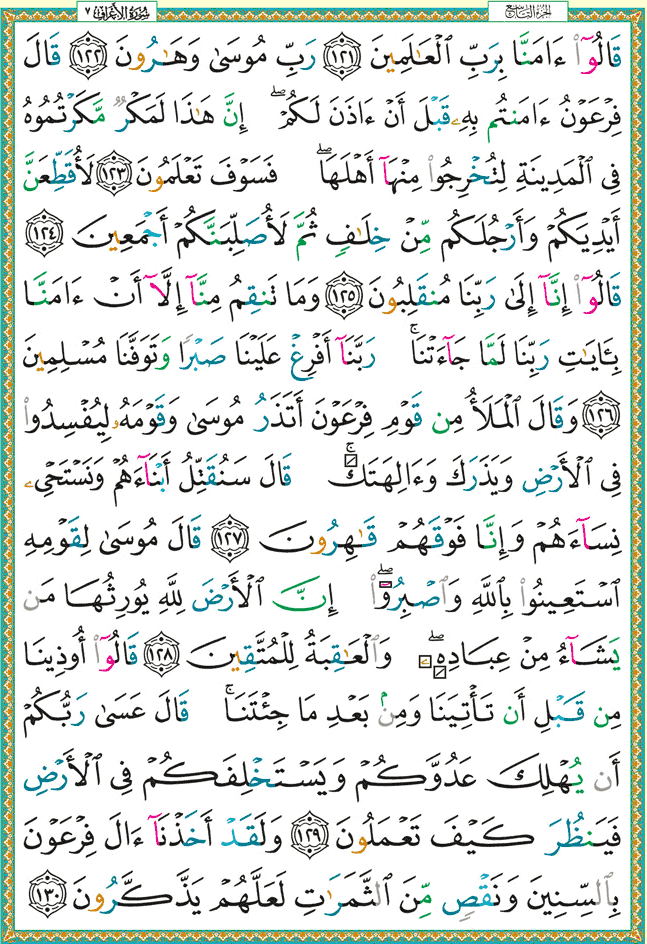 الجزء التاسع
سورة الأعراف ٧
قَالُوٓا۟ ءَامَنَّا بِرَبِّ ٱلْعَـٰلَمِينَ ١٢١ رَبِّ مُوسَىٰ وَهَـٰرُونَ ١٢٢ قَالَ
فِرْعَوْنُ ءَامَنتُم بِهِۦ قَبْلَ أَنْ ءَاذَنَ لَكُمْ ۖ إِنَّ هَـٰذَا لَمَكْرٌ مَّكَرْتُمُوهُ
فِى ٱلْمَدِينَةِ لِتُخْرِجُوا۟ مِنْهَآ أَهْلَهَا ۖ فَسَوْفَ تَعْلَمُونَ ١٢٣ لَأُقَطِّعَنَّ
أَيْدِيَكُمْ وَأَرْجُلَكُم مِّنْ خِلَـٰفٍ ثُمَّ لَأُصَلِّبَنَّكُمْ أَجْمَعِينَ ١٢٤
قَالُوٓا۟ إِنَّآ إِلَىٰ رَبِّنَا مُنقَلِبُونَ ١٢٥ وَمَا تَنقِمُ مِنَّآ إِلَّآ أَنْ ءَامَنَّا
بِـَٔايَـٰتِ رَبِّنَا لَمَّا جَآءَتْنَا ۚ رَبَّنَآ أَفْرِغْ عَلَيْنَا صَبْرًا وَتَوَفَّنَا مُسْلِمِينَ
١٢٦ وَقَالَ ٱلْمَلَأُ مِن قَوْمِ فِرْعَوْنَ أَتَذَرُ مُوسَىٰ وَقَوْمَهُۥ لِيُفْسِدُوا۟
فِى ٱلْأَرْضِ وَيَذَرَكَ وَءَالِهَتَكَ ۚ قَالَ سَنُقَتِّلُ أَبْنَآءَهُمْ وَنَسْتَحْىِۦ
نِسَآءَهُمْ وَإِنَّا فَوْقَهُمْ قَـٰهِرُونَ ١٢٧ قَالَ مُوسَىٰ لِقَوْمِهِ
ٱسْتَعِينُوا۟ بِٱللَّهِ وَٱصْبِرُوٓا۟ ۖ إِنَّ ٱلْأَرْضَ لِلَّهِ يُورِثُهَا مَن
يَشَآءُ مِنْ عِبَادِهِۦ ۖ وَٱلْعَـٰقِبَةُ لِلْمُتَّقِينَ ١٢٨ قَالُوٓا۟ أُوذِينَا
مِن قَبْلِ أَن تَأْتِيَنَا وَمِنۢ بَعْدِ مَا جِئْتَنَا ۚ قَالَ عَسَىٰ رَبُّكُمْ
أَن يُهْلِكَ عَدُوَّكُمْ وَيَسْتَخْلِفَكُمْ فِى ٱلْأَرْضِ
فَيَنظُرَ كَيْفَ تَعْمَلُونَ ١٢٩ وَلَقَدْ أَخَذْنَآ ءَالَ فِرْعَوْنَ
بِٱلسِّنِينَ وَنَقْصٍ مِّنَ ٱلثَّمَرَٰتِ لَعَلَّهُمْ يَذَّكَّرُونَ ١٣٠